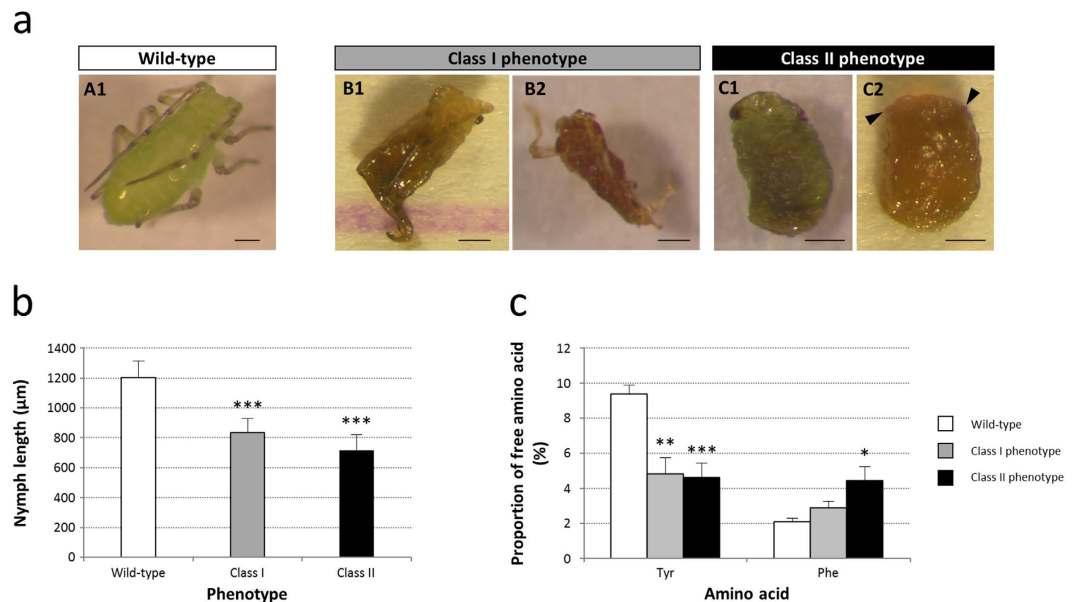 a
Wild-type
Class I phenotype
Class II phenotype
A1
B1
B2
C1
C2
b
Nymph length (µm)
1400
1200
1000
800
600
400
200
0
***
***
Wild-type
Class I
Class II
Phenotype
c
Proportion of free amino acid
(%)
12
10
8
6
4
2
0
**
***
*
Tyr
Phe
Amino acid
Wild-type
Class I phenotype
Class II phenotype